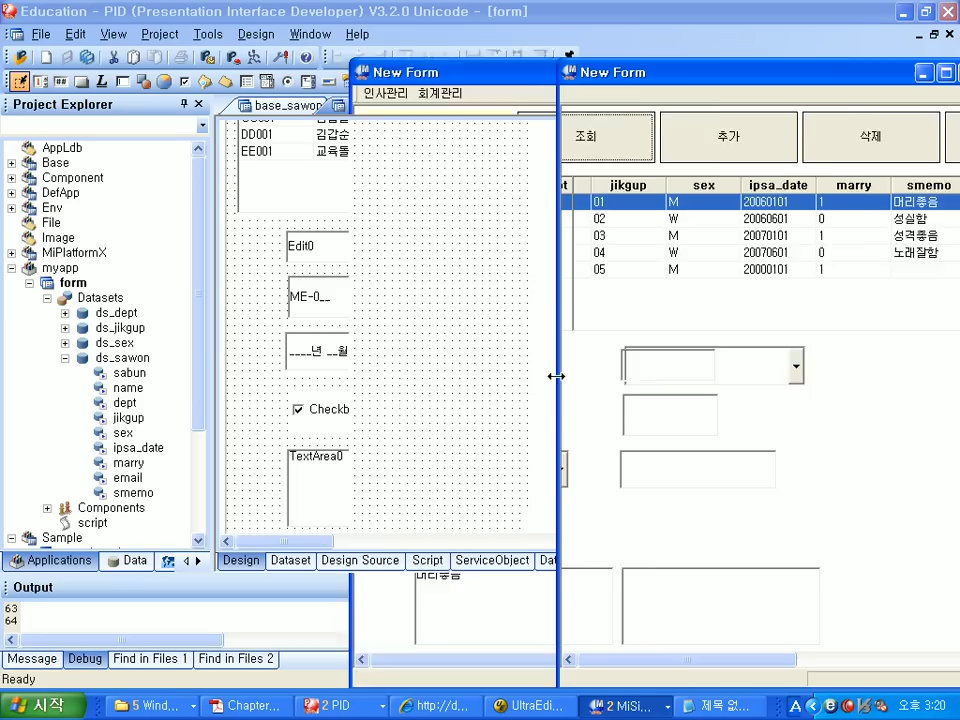 Education - PID (Presentation Interface Developer) V3.2.0 Unicode - [form]
File Edit View Project Tools Design Window Help
Project Explorer
AppLdb
Base
Component
DefApp
Env
File
Image
MiPlatformX
myapp
form
Datasets
ds_dept
ds_jikgup
ds_sex
ds_sawon
sabun
name
dept
jikgup
sex
ipsa_date
marry
email
smemo
Components
script
Sample
Applications Data
base_sawon
DD001 김갑순
EE001 교육돌
Edit0
ME-0__
____년 __월
Checkb
TextArea0
Design Dataset Design Source Script ServiceObject Dat
New Form
인사관리 회계관리
머리좋음
New Form
조회 추가 삭제
pt jikgup sex ipsa_date marry smemo
01 M 20060101 1 머리좋음
02 W 20060601 0 성실함
03 M 20070101 1 성격좋음
04 W 20070601 0 노래잘함
05 M 20000101 1
Output
63
64
Message Debug Find in Files 1 Find in Files 2
Ready
시작 5 Wind... Chapter... 2 PID http://d... UltraEdi... 2 MiSi... 제목 없... A 오후 3:20